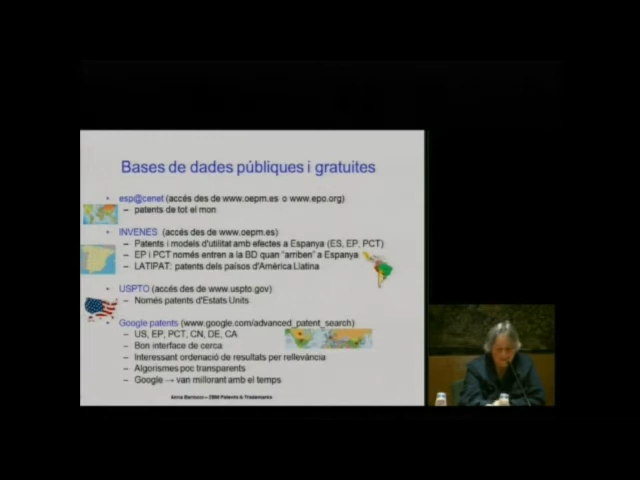 Bases de dades públiques i gratuites
• esp@cenet (accés des de www.oepm.es o www.epo.org)
– patents de tot el mon
• INVENES (accés des de www.oepm.es)
– Patents i models d'utilitat amb efectes a Espanya (ES, EP, PCT)
– EP i PCT només entren a la BD quan "arriben" a Espanya
– LATIPAT: patents dels països d'América Llatina
• USPTO (accés des de www.uspto.gov)
– Només patents d'Estats Units
• Google patents (www.google.com/advanced_patent_search)
– US, EP, PCT, CN, DE, CA
– Bon interface de cerca
– Interessant ordenació de resultats per rellevància
– Algorismes poc transparents
– Google → van millorant amb el temps
Patents & Trademarks